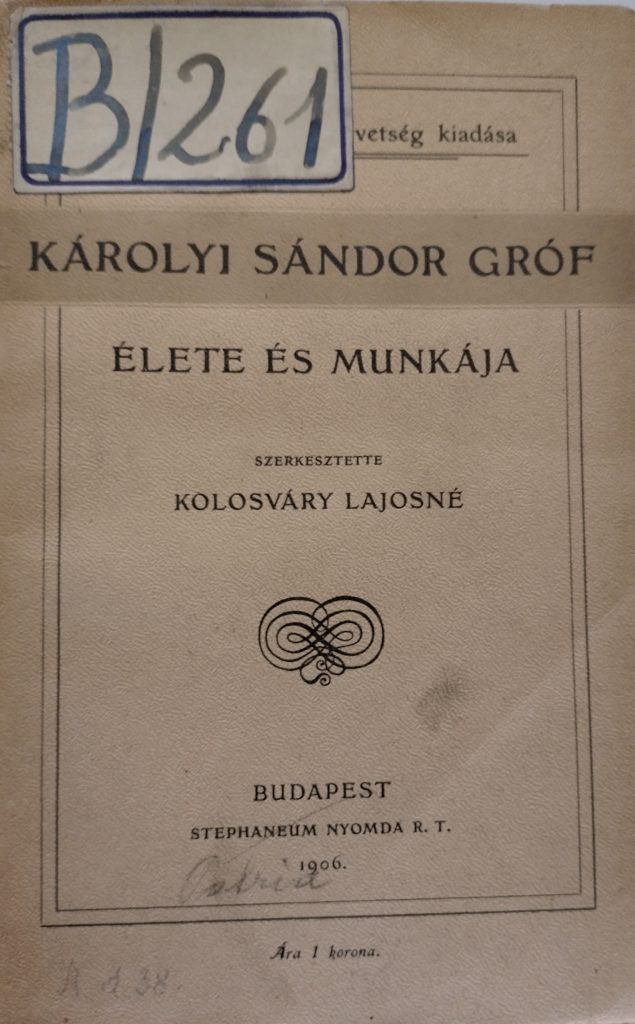 B/261
vetség kiadása
KÁROLYI SÁNDOR GRÓF
ÉLETE ÉS MUNKÁJA
SZERKESZTETTE
KOLOSVÁRY LAJOSNÉ
BUDAPEST
STEPHANEUM NYOMDA R. T.
1906.
Ára 1 korona.